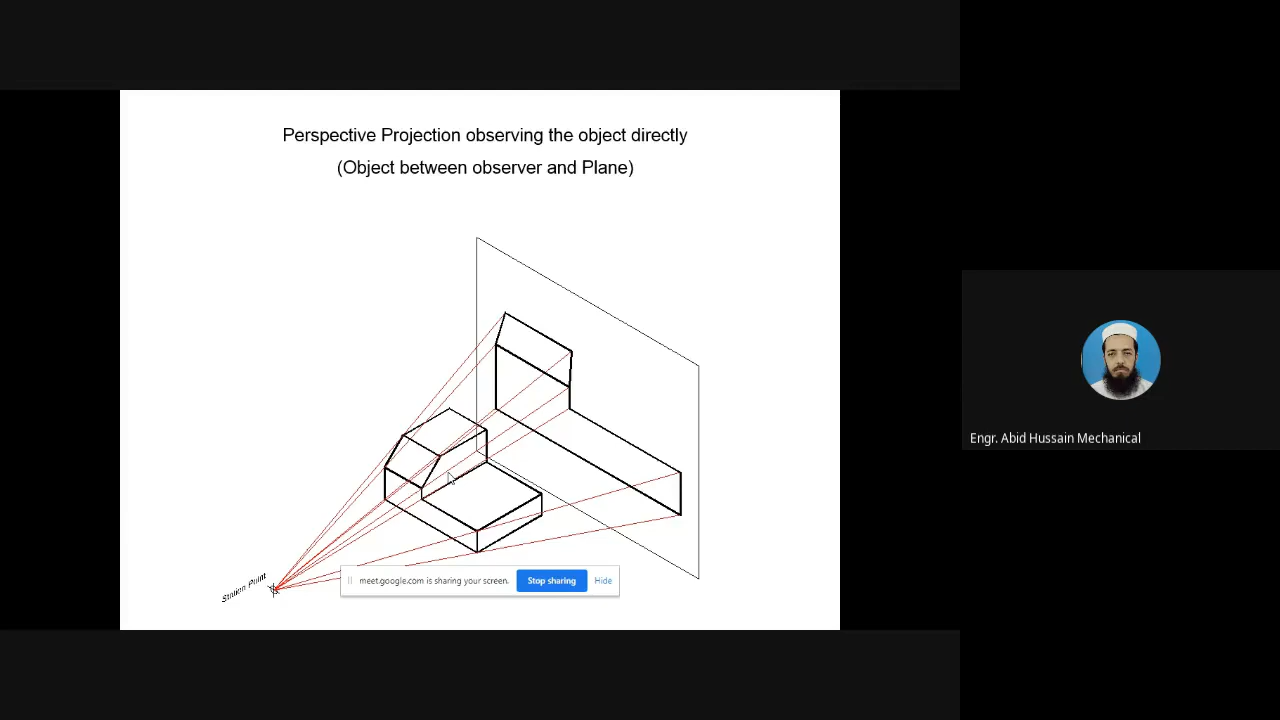 Perspective Projection observing the object directly
(Object between observer and Plane)
Station Point
meet.google.com is sharing your screen.
Stop sharing
Hide
Engr. Abid Hussain Mechanical